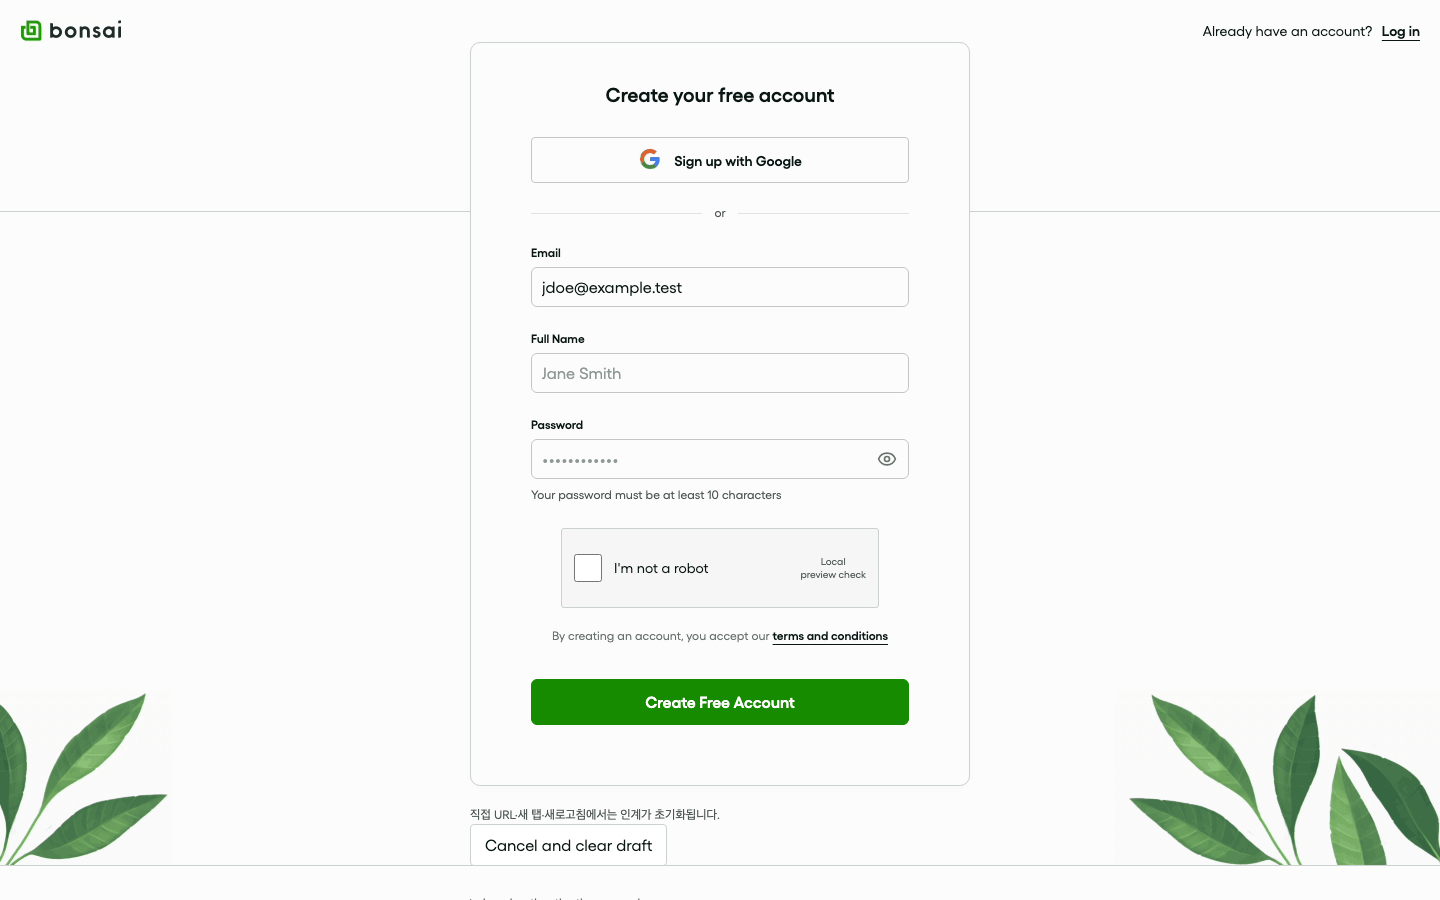 bonsai
Already have an account? Log in
Create your free account
Sign up with Google
or
Email
jdoe@example.test
Full Name
Jane Smith
Password
Your password must be at least 10 characters
I'm not a robot
Local
preview check
By creating an account, you accept our terms and conditions
Create Free Account
직접 URL·새 탭·새로고침에서는 인계가 초기화됩니다.
Cancel and clear draft